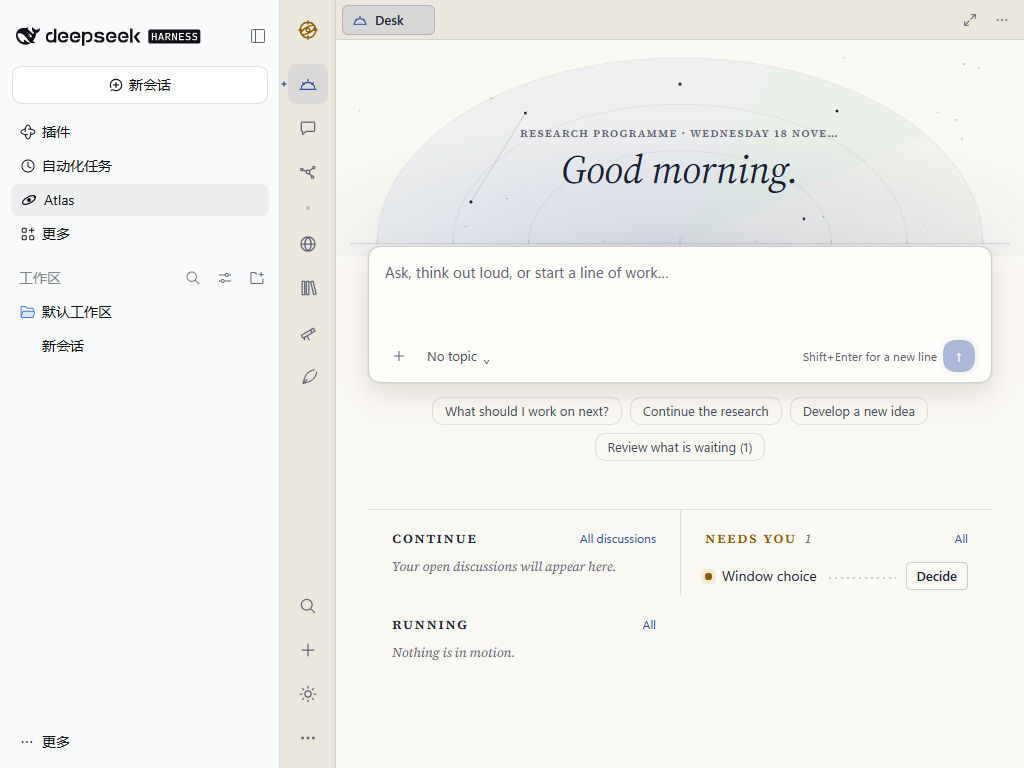 deepseek HARNESS
新会话
插件
自动化任务
Atlas
更多
工作区
默认工作区
新会话
更多
Desk
RESEARCH PROGRAMME · WEDNESDAY 18 NOVE…
Good morning.
Ask, think out loud, or start a line of work…
No topic
Shift+Enter for a new line
What should I work on next?
Continue the research
Develop a new idea
Review what is waiting (1)
CONTINUE
All discussions
Your open discussions will appear here.
NEEDS YOU 1
All
Window choice
Decide
RUNNING
All
Nothing is in motion.